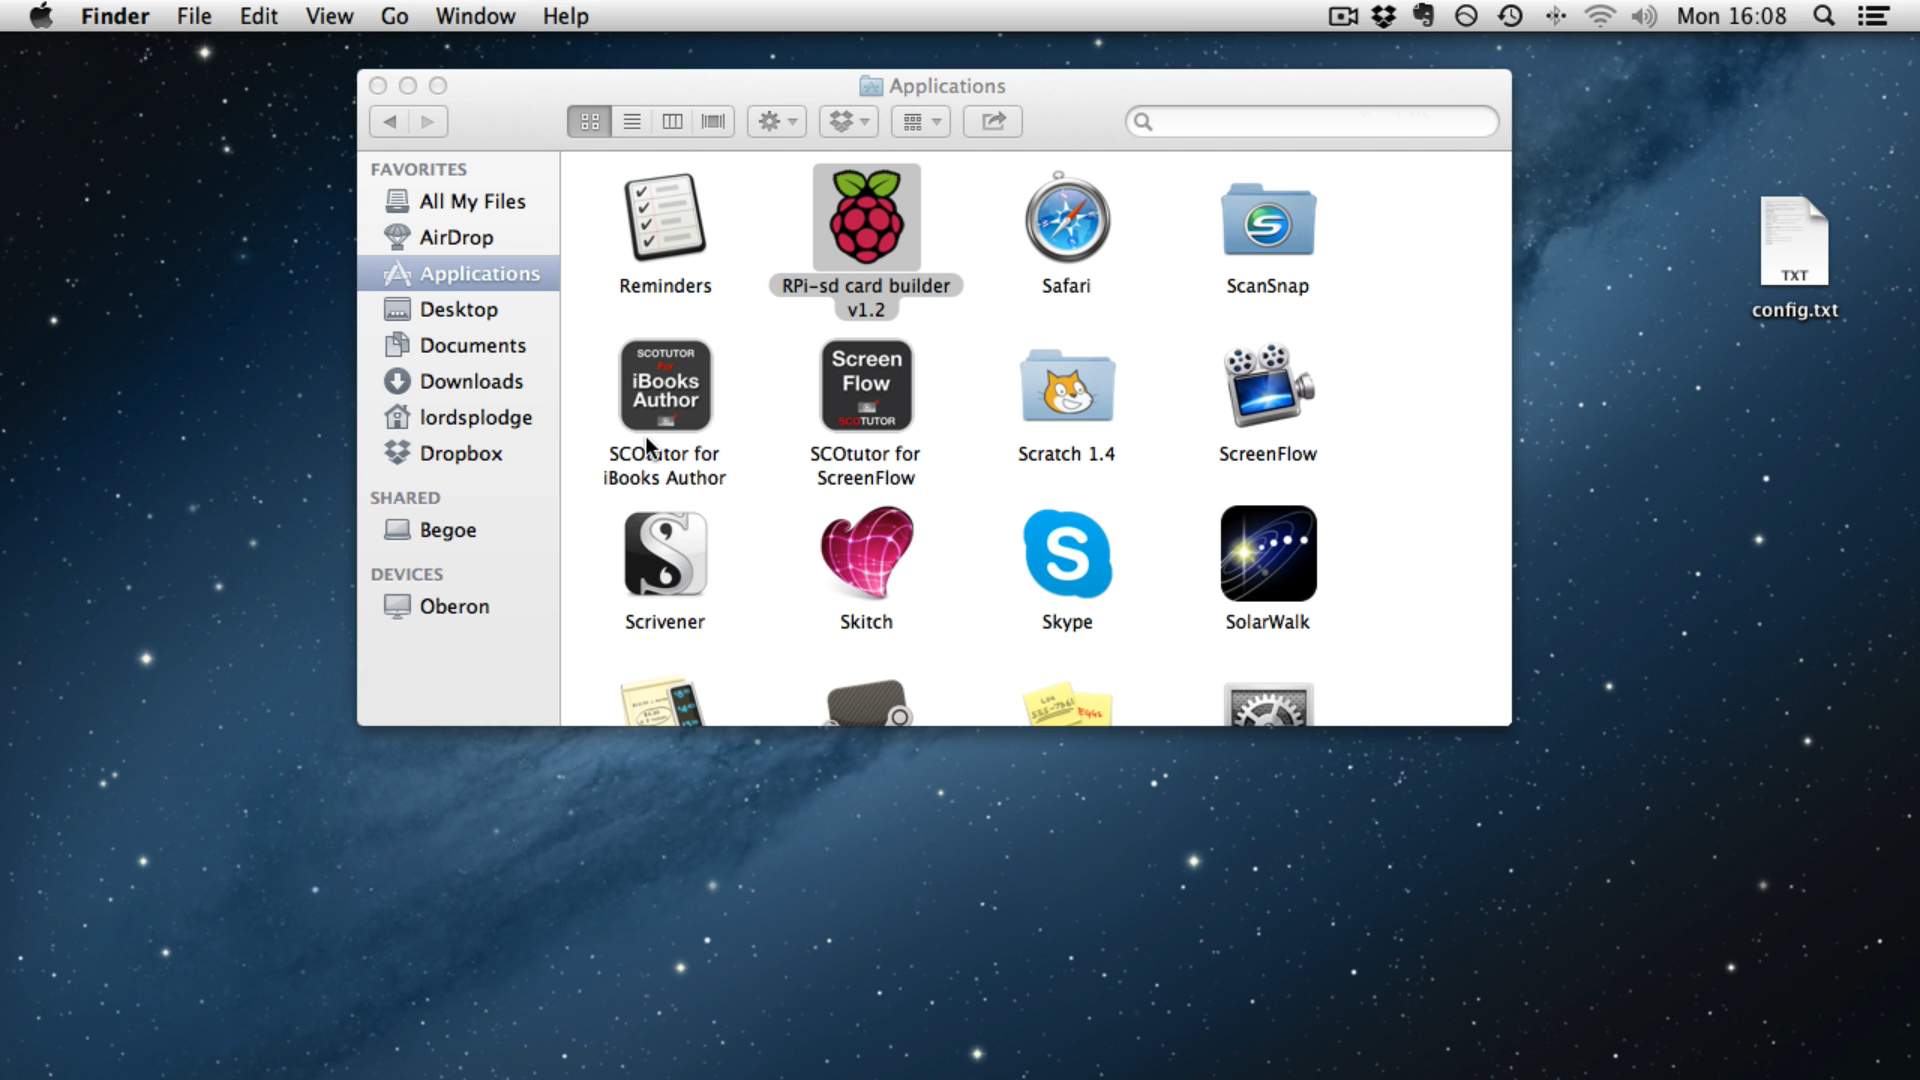 Finder File Edit View Go Window Help Mon 16:08
Applications
FAVORITES
All My Files
AirDrop
Applications
Desktop
Documents
Downloads
lordsplodge
Dropbox
SHARED
Begoe
DEVICES
Oberon
Reminders
RPi-sd card builder
v1.2
Safari
ScanSnap
SCOTUTOR
For
iBooks
Author
SCOtutor for
iBooks Author
Screen
Flow
SCOTUTOR
SCOtutor for
ScreenFlow
Scratch 1.4
ScreenFlow
Scrivener
Skitch
Skype
SolarWalk
EGGS
TXT
config.txt